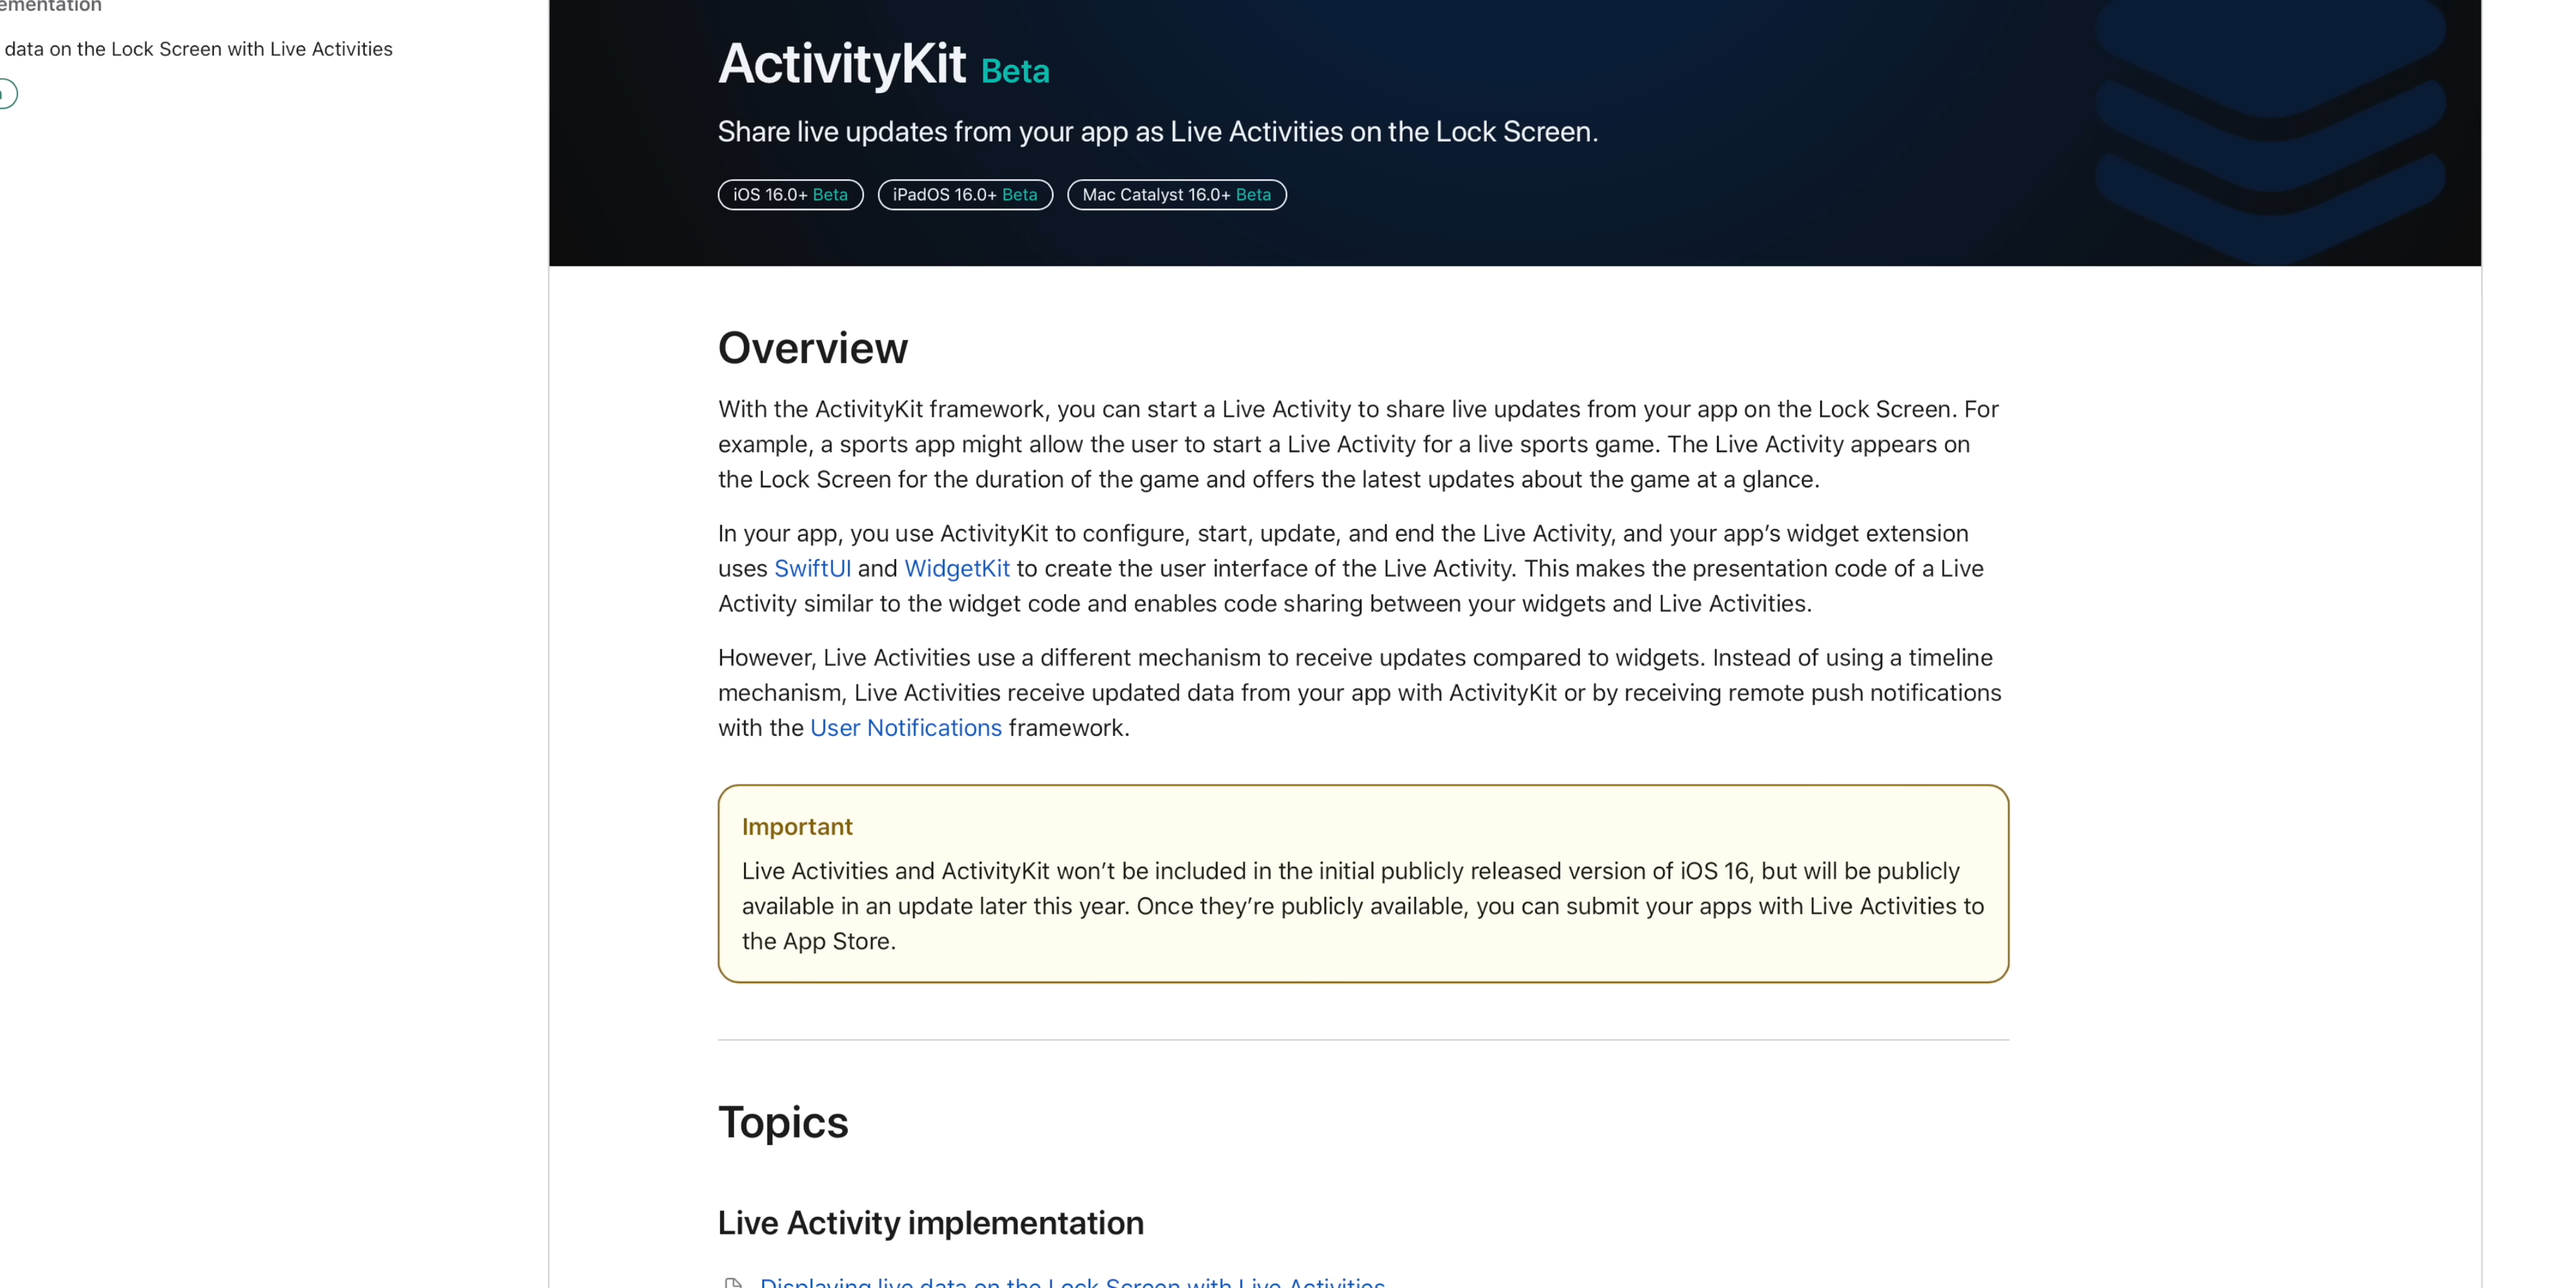 ementation
data on the Lock Screen with Live Activities
ActivityKit Beta
Share live updates from your app as Live Activities on the Lock Screen.
iOS 16.0+ Beta iPadOS 16.0+ Beta Mac Catalyst 16.0+ Beta
Overview
With the ActivityKit framework, you can start a Live Activity to share live updates from your app on the Lock Screen. For
example, a sports app might allow the user to start a Live Activity for a live sports game. The Live Activity appears on
the Lock Screen for the duration of the game and offers the latest updates about the game at a glance.
In your app, you use ActivityKit to configure, start, update, and end the Live Activity, and your app’s widget extension
uses SwiftUI and WidgetKit to create the user interface of the Live Activity. This makes the presentation code of a Live
Activity similar to the widget code and enables code sharing between your widgets and Live Activities.
However, Live Activities use a different mechanism to receive updates compared to widgets. Instead of using a timeline
mechanism, Live Activities receive updated data from your app with ActivityKit or by receiving remote push notifications
with the User Notifications framework.
Important
Live Activities and ActivityKit won’t be included in the initial publicly released version of iOS 16, but will be publicly
available in an update later this year. Once they’re publicly available, you can submit your apps with Live Activities to
the App Store.
Topics
Live Activity implementation
Displaying live data on the Lock Screen with Live Activities